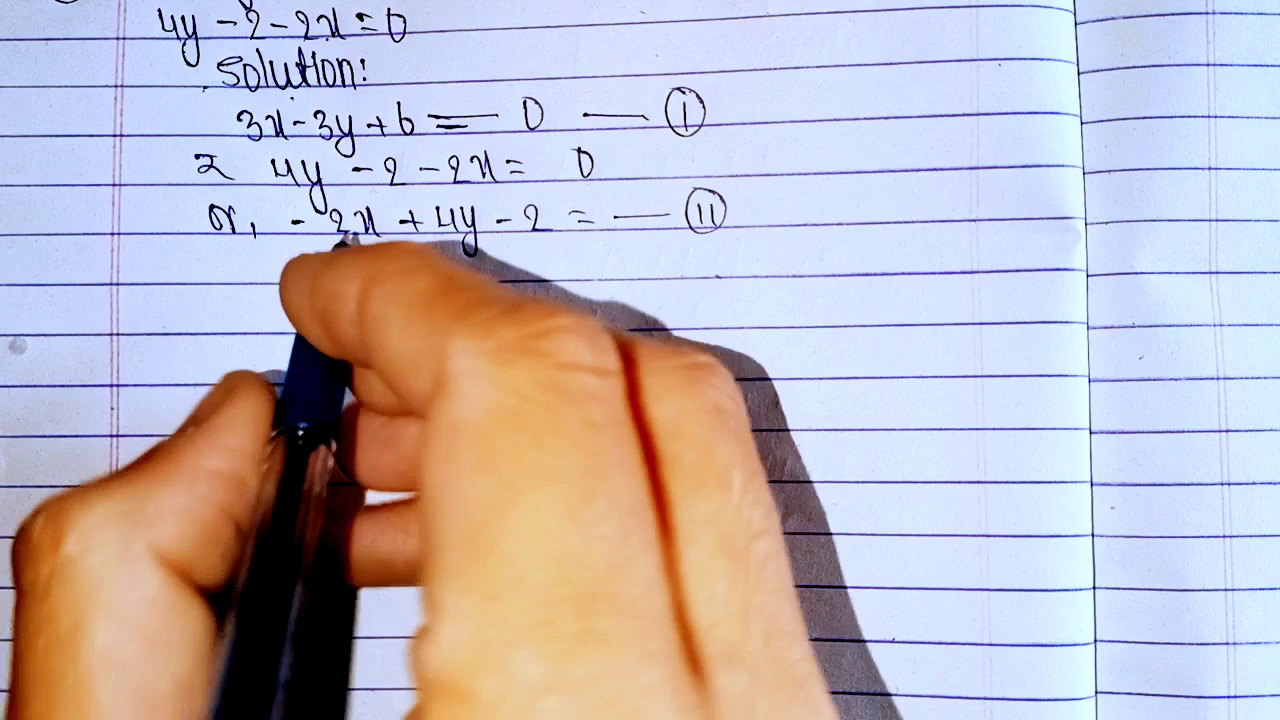 4y - 2 - 2x = 0
Solution:
3x - 3y + 6 = 0 — (I)
4y - 2 - 2x = 0
or, - 2x + 4y - 2 = — (II)